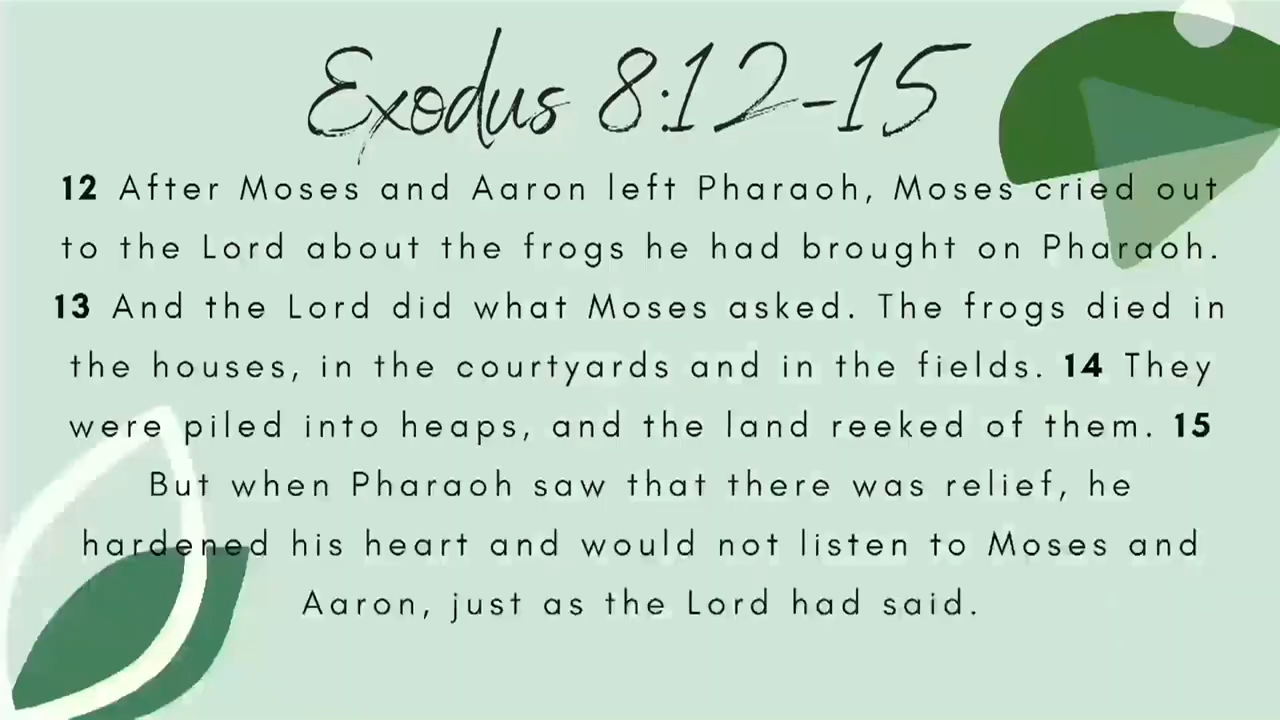 Exodus 8:12-15
12 After Moses and Aaron left Pharaoh, Moses cried out
to the Lord about the frogs he had brought on Pharaoh.
13 And the Lord did what Moses asked. The frogs died in
the houses, in the courtyards and in the fields. 14 They
were piled into heaps, and the land reeked of them. 15
But when Pharaoh saw that there was relief, he
hardened his heart and would not listen to Moses and
Aaron, just as the Lord had said.